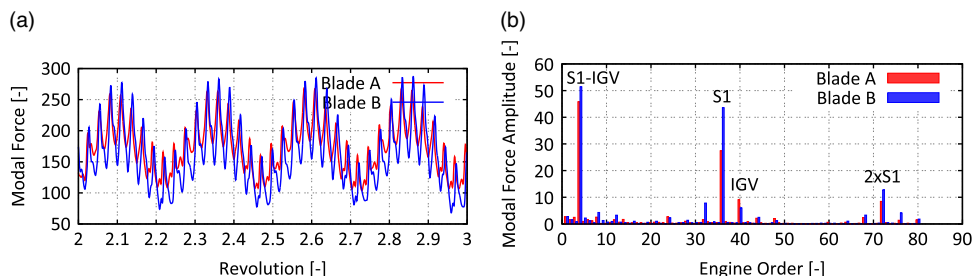 (a)
Modal Force [-]
300
250
200
150
100
50
Blade A
Blade B
2 2.1 2.2 2.3 2.4 2.5 2.6 2.7 2.8 2.9 3
Revolution [-]
(b)
Modal Force Amplitude [-]
60
50
40
30
20
10
0
S1-IGV
S1
IGV
2xS1
Blade A
Blade B
0 10 20 30 40 50 60 70 80 90
Engine Order [-]